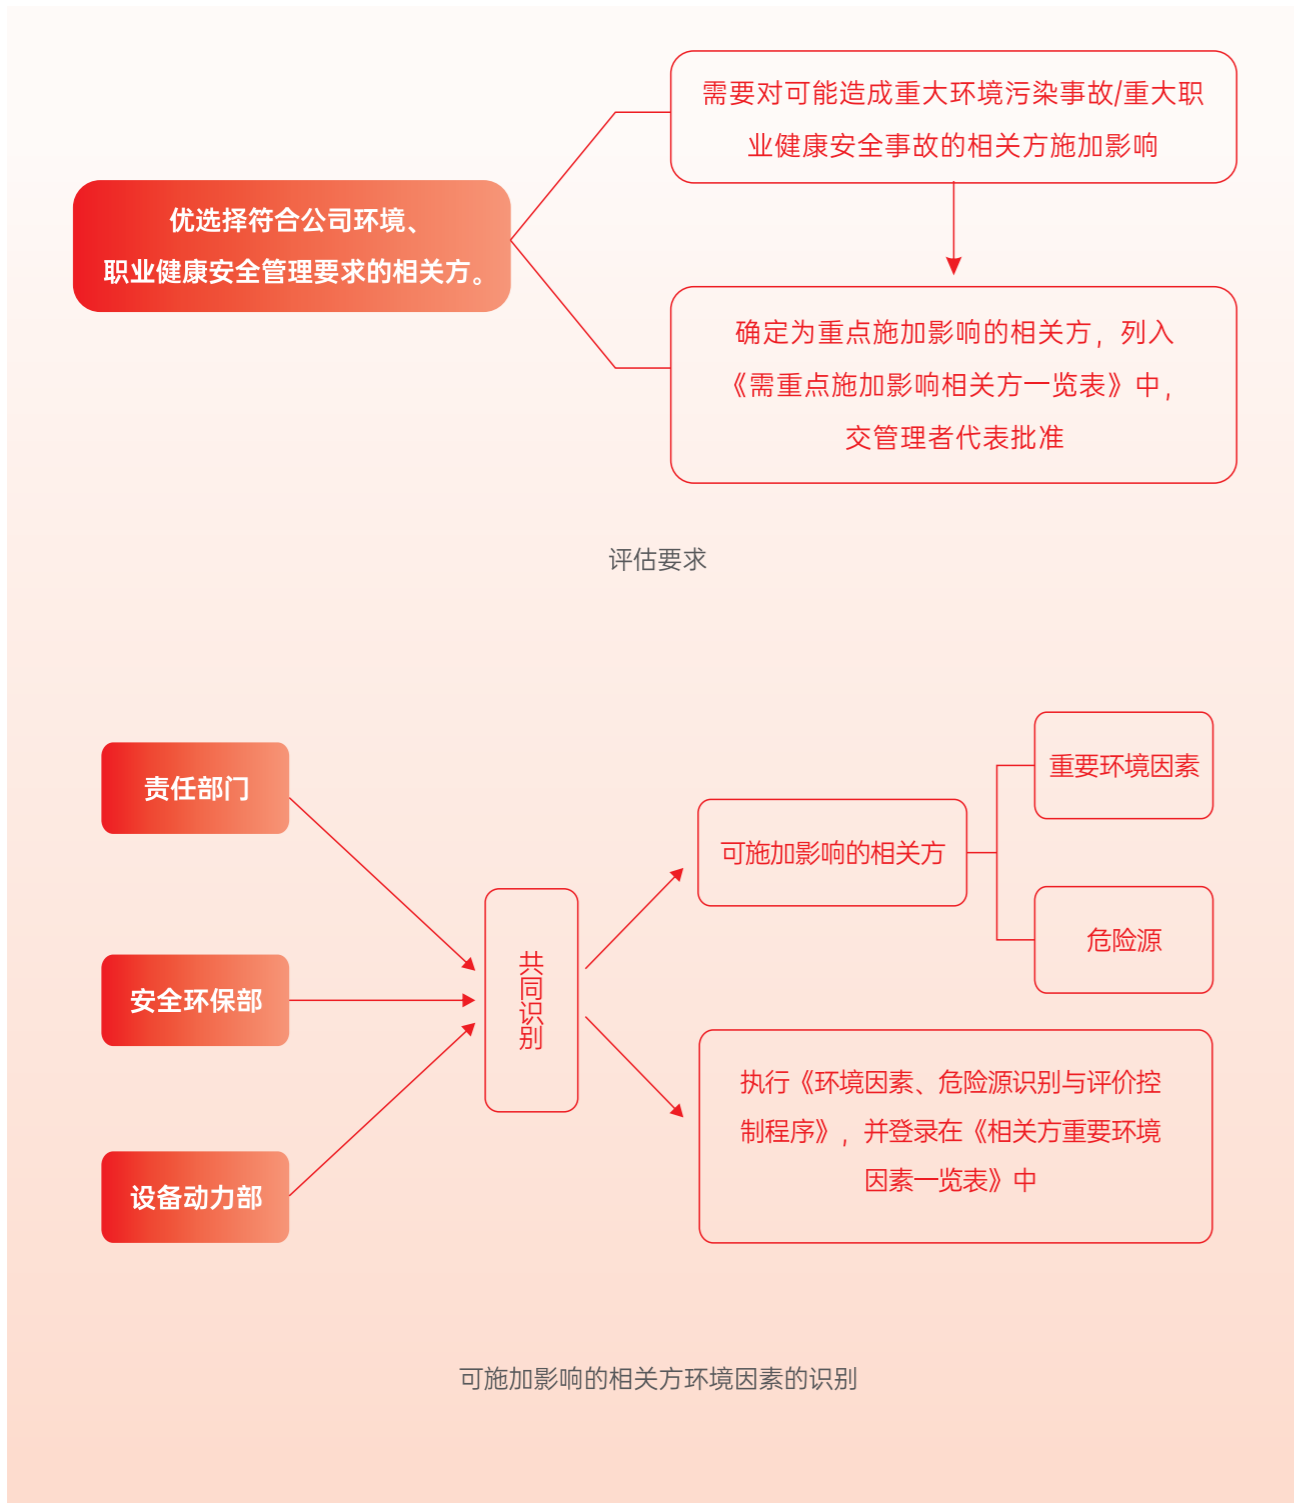 需要对可能造成重大环境污染事故/重大职
业健康安全事故的相关方施加影响
优选择符合公司环境、
职业健康安全管理要求的相关方。
确定为重点施加影响的相关方，列入
《需重点施加影响相关方一览表》中，
交管理者代表批准
评估要求
责任部门
安全环保部
设备动力部
共同识别
可施加影响的相关方
重要环境因素
危险源
执行《环境因素、危险源识别与评价控
制程序》，并登录在《相关方重要环境
因素一览表》中
可施加影响的相关方环境因素的识别